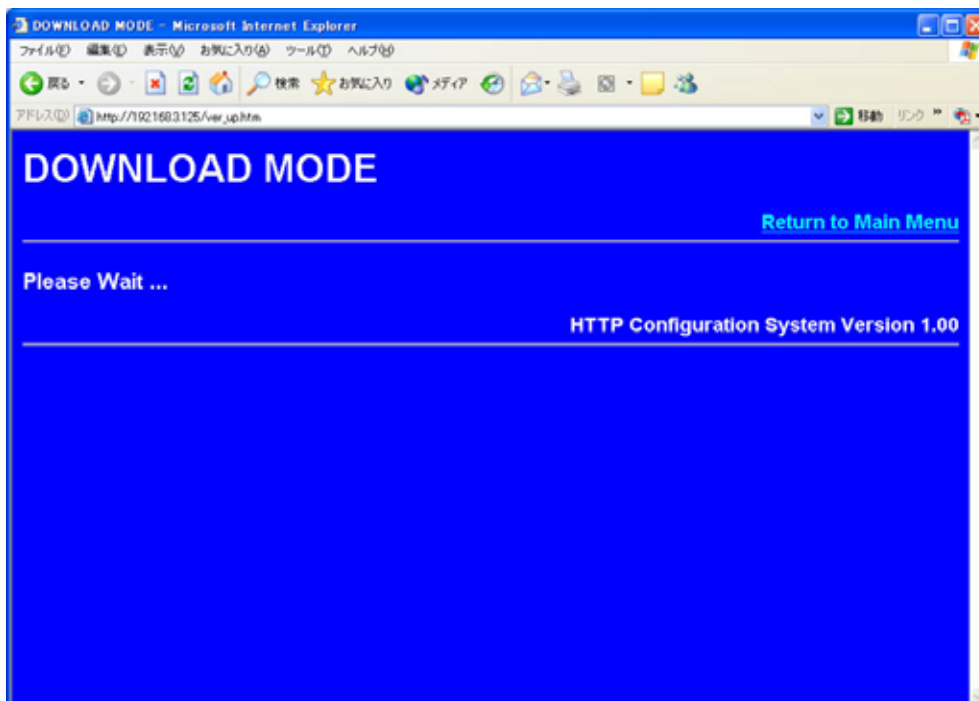 DOWNLOAD MODE - Microsoft Internet Explorer
ファイル(F) 編集(E) 表示(V) お気に入り(A) ツール(T) ヘルプ(H)
戻る 検索 お気に入り メディア
アドレス(D) http://192.168.3.125/ver_up.htm 移動 リンク »
DOWNLOAD MODE
Return to Main Menu
Please Wait ...
HTTP Configuration System Version 1.00